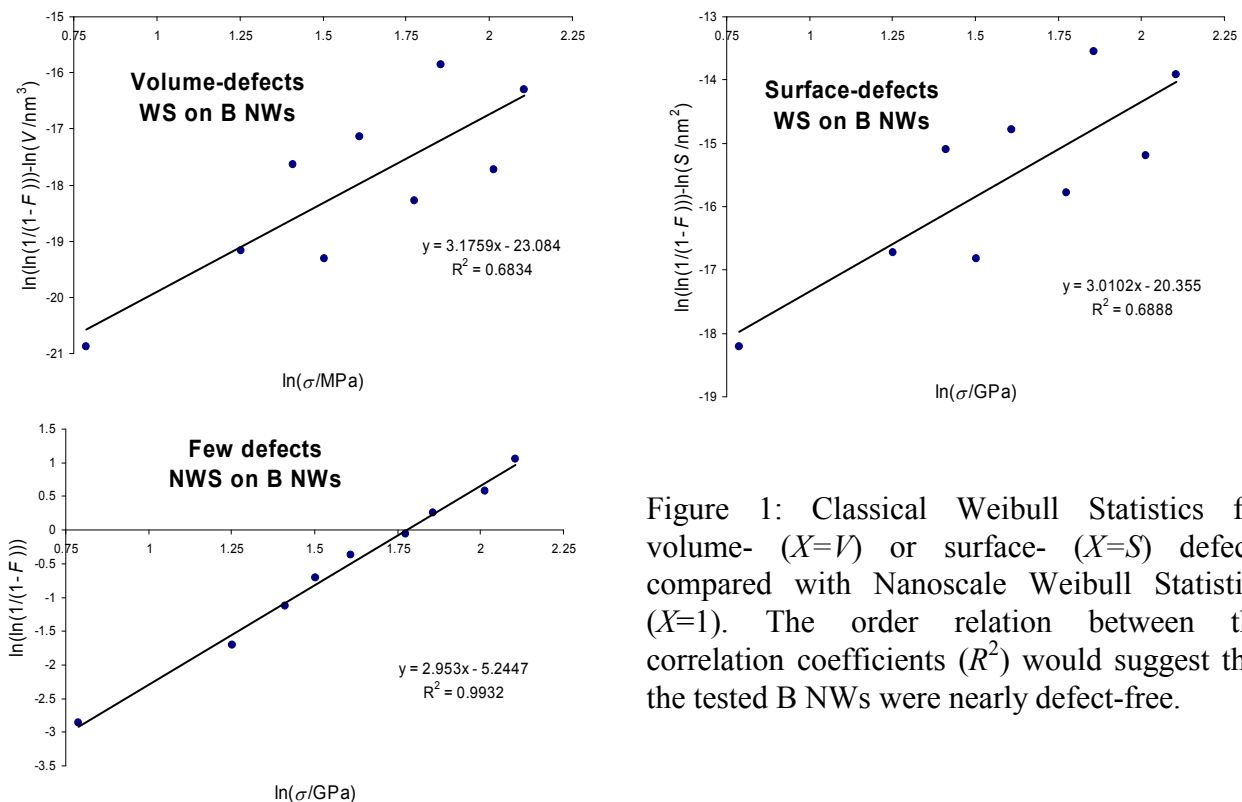 -15
0.75 1.25 1.5 1.75 2 2.25
-16
-17
-18
-19
-20
-21
Volume-defects
WS on B NWs
ln(ln(1/(1-F)))-ln(V/nm³)
y = 3.1759x - 23.084
R² = 0.6834
ln(σ/MPa)
-13
0.75 1 1.25 1.5 1.75 2 2.25
-14
-15
-16
-17
-18
-19
Surface-defects
WS on B NWs
ln(ln(1/(1-F)))-ln(S/nm²)
y = 3.0102x - 20.355
R² = 0.6888
ln(σ/GPa)
1.5
1
0.5
0
0.75 1 1.25 1.5 1.75 2 2.25
-0.5
-1
-1.5
-2
-2.5
-3
-3.5
Few defects
NWS on B NWs
ln(ln(1/(1-F)))
y = 2.953x - 5.2447
R² = 0.9932
ln(σ/GPa)
Figure 1: Classical Weibull Statistics
volume- (X=V) or surface- (X=S)
compared with Nanoscale Weibull
(X=1). The order relation between
correlation coefficients (R²) would suggest
the tested B NWs were nearly defect-free.